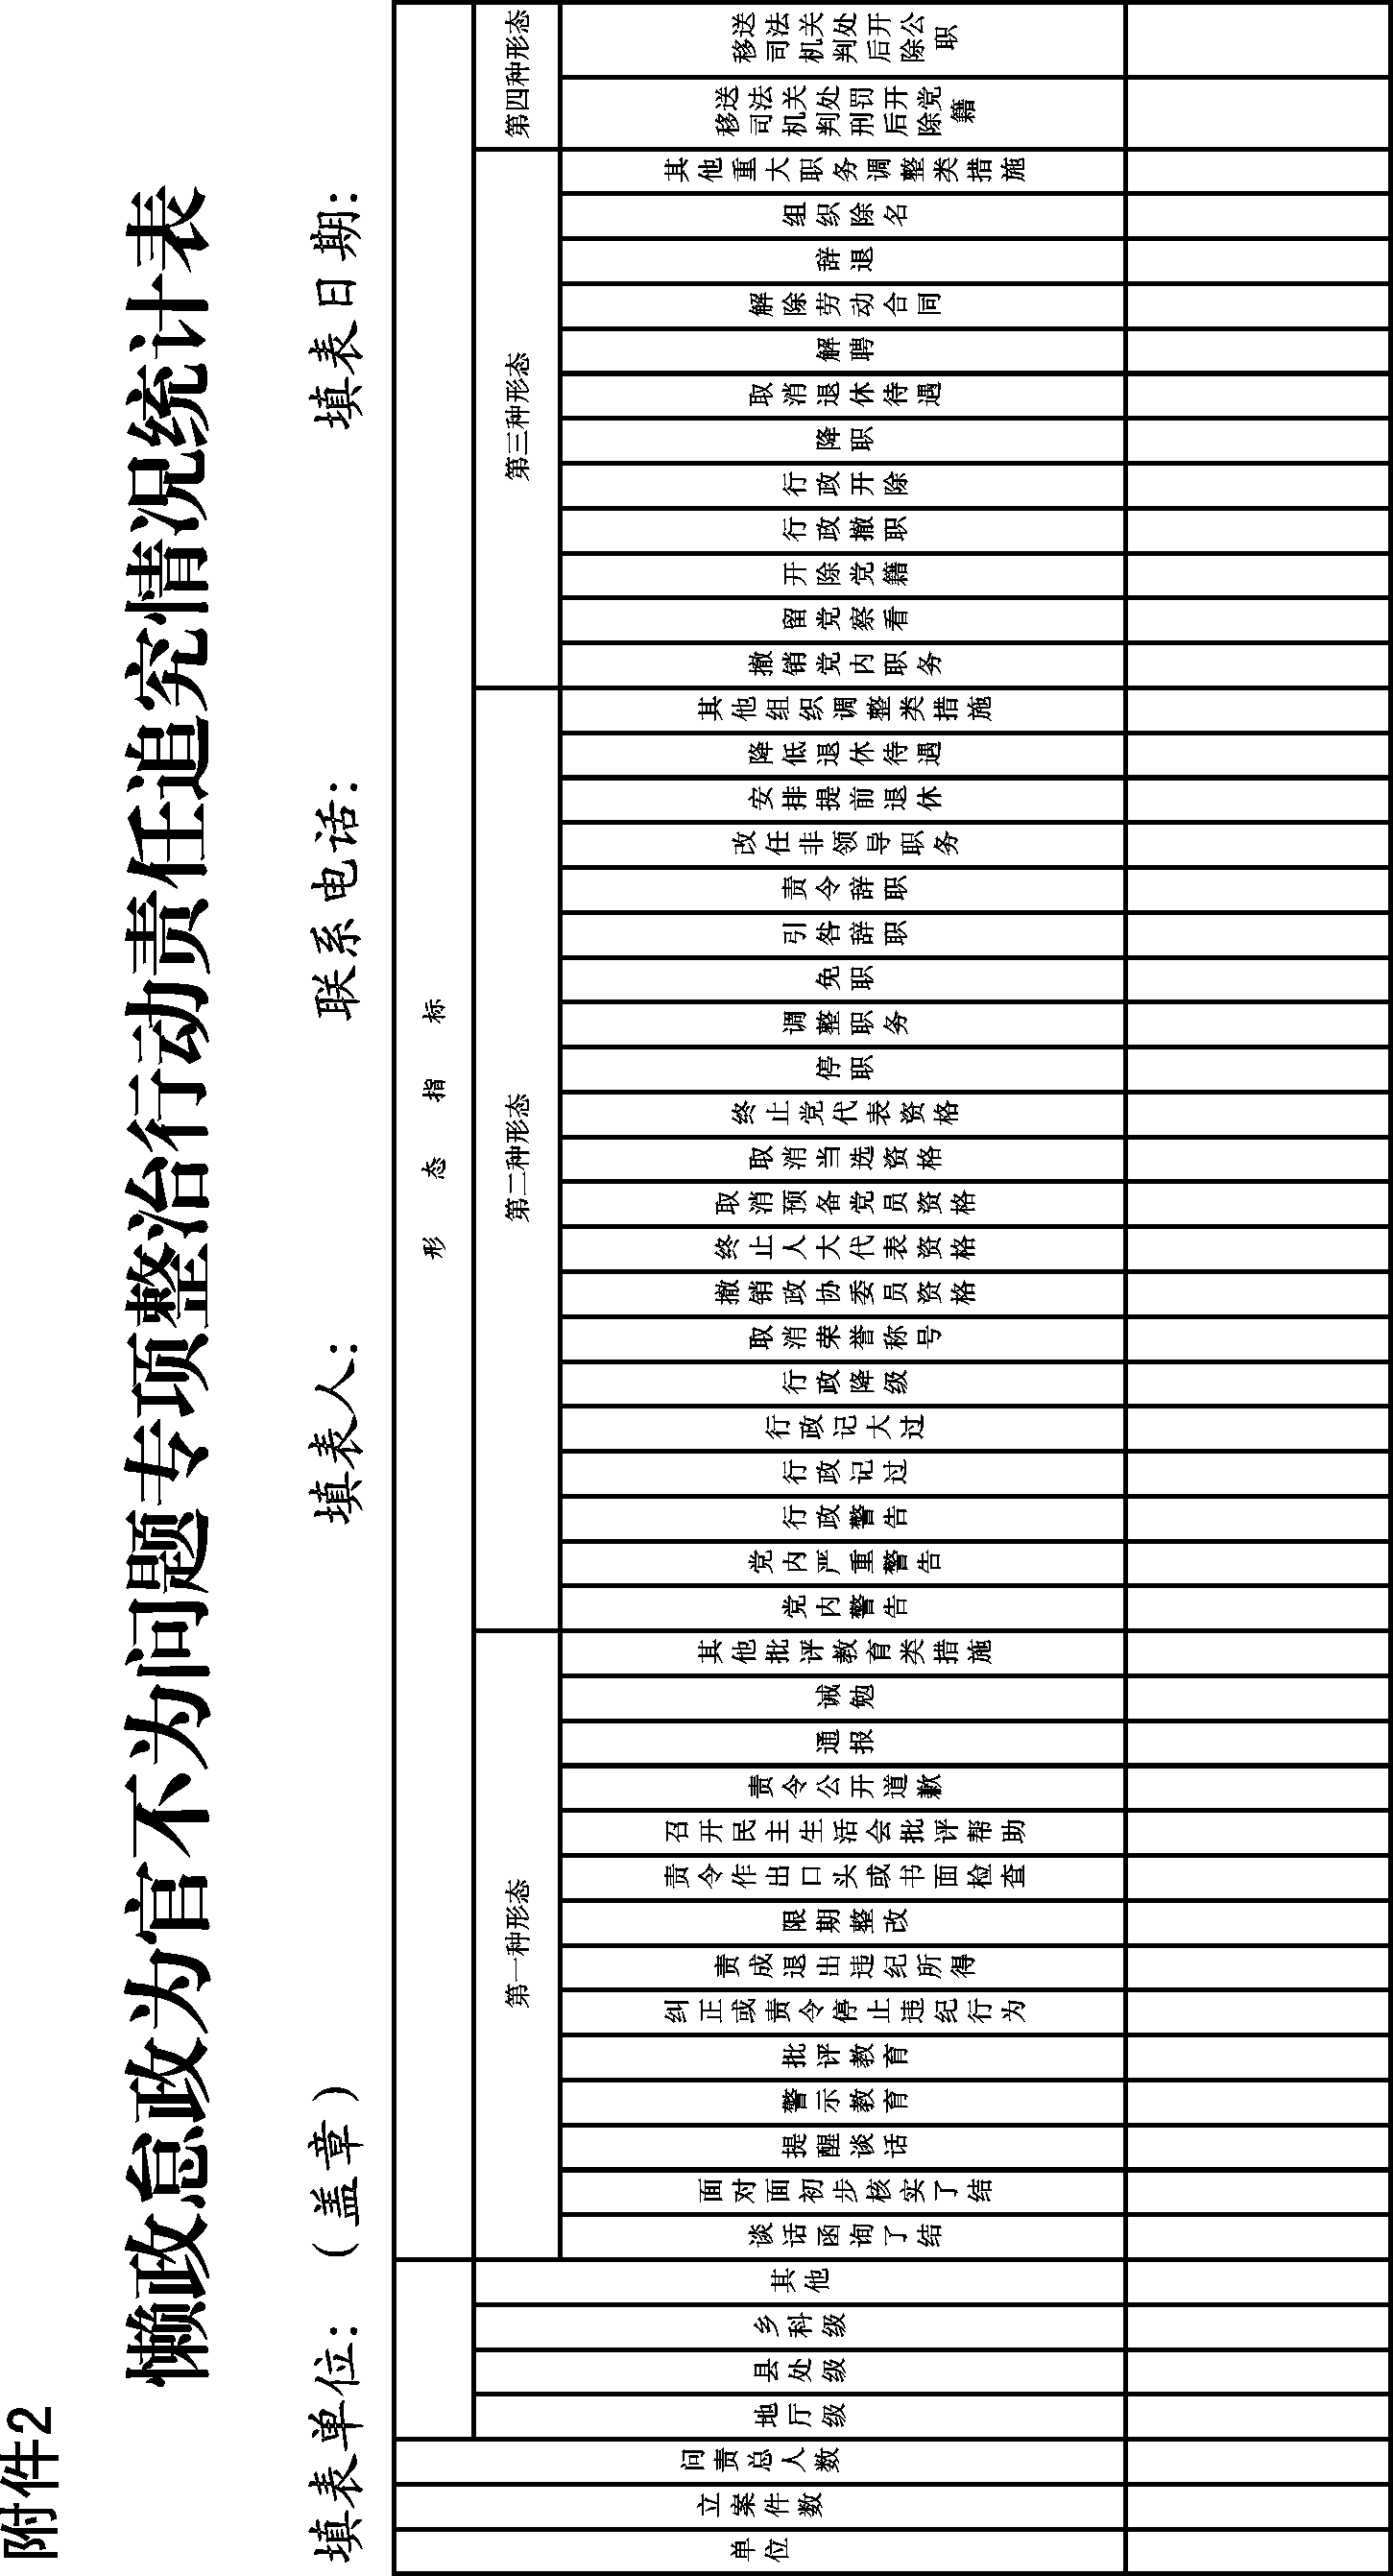 附件2
懒政怠政为官不为问题专项整治行动责任追究情况统计表
填表单位：（盖章） 填表人： 联系电话： 填表日期：
单位
立案件数
问责总人数
地厅级
县处级
乡科级
其他
形态指标
第一种形态
谈话函询了结
面对面初步核实了结
提醒谈话
警示教育
批评教育
纠正或责令停止违纪行为
责成退出违纪所得
限期整改
责令作出口头或书面检查
召开民主生活会批评帮助
责令公开道歉
通报
诫勉
其他批评教育类措施
第二种形态
党内警告
党内严重警告
行政警告
行政记过
行政记大过
行政降级
取消荣誉称号
撤销政协委员资格
终止人大代表资格
取消预备党员资格
取消当选资格
终止党代表资格
停职
调整职务
免职
引咎辞职
责令辞职
改任非领导职务
安排提前退休
降低退休待遇
其他组织调整类措施
第三种形态
撤销党内职务
留党察看
开除党籍
行政撤职
行政开除
降职
取消退休待遇
解聘
解除劳动合同
辞退
组织除名
其他重大职务调整类措施
第四种形态
移送司法机关判处刑罚后开除党籍
移送司法机关判处后开除公职